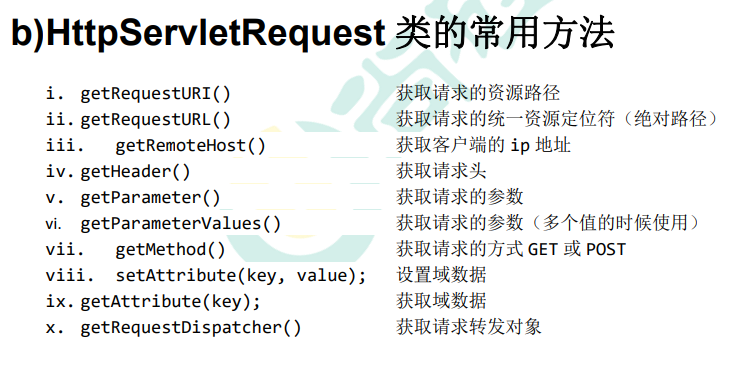 b)HttpServletRequest 类的常用方法
i. getRequestURI() 获取请求的资源路径
ii. getRequestURL() 获取请求的统一资源定位符（绝对路径）
iii. getRemoteHost() 获取客户端的 ip 地址
iv. getHeader() 获取请求头
v. getParameter() 获取请求的参数
vi. getParameterValues() 获取请求的参数（多个值的时候使用）
vii. getMethod() 获取请求的方式 GET 或 POST
viii. setAttribute(key, value); 设置域数据
ix. getAttribute(key); 获取域数据
x. getRequestDispatcher() 获取请求转发对象